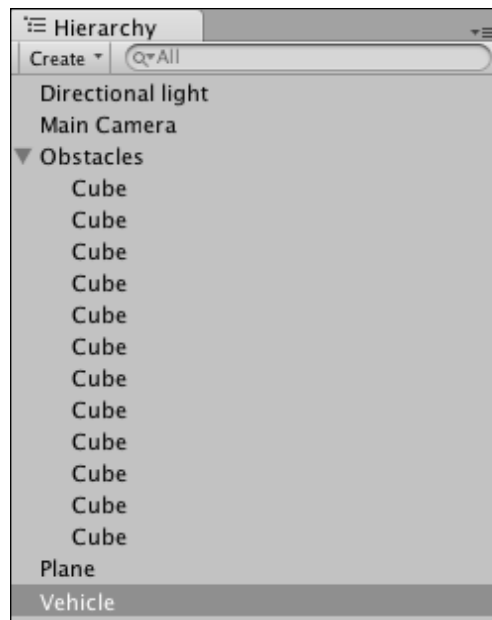 Hierarchy
Create All
Directional light
Main Camera
Obstacles
Cube
Cube
Cube
Cube
Cube
Cube
Cube
Cube
Cube
Cube
Cube
Cube
Plane
Vehicle